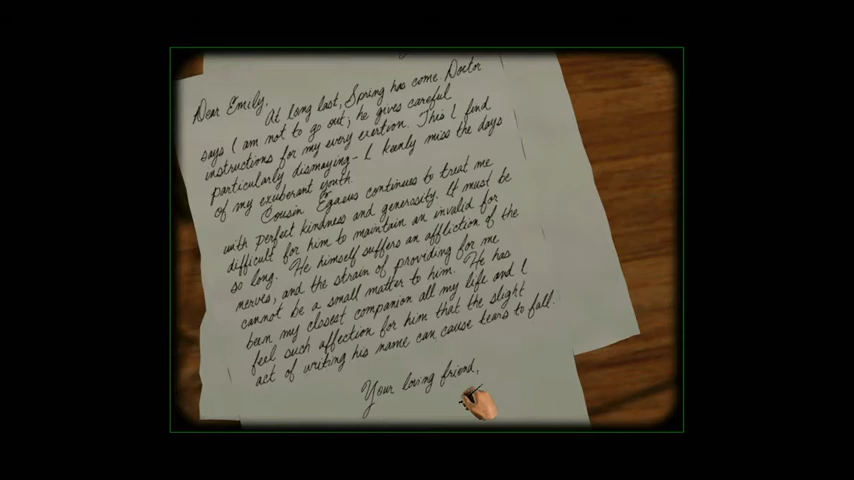 Dear Emily,
At long last, Spring has come. Doctor
says I am not to go out; he gives careful
instructions for my every exertion. This I find
particularly dismaying - I keenly miss the days
of my exuberant youth.
Cousin Egaeus continues to treat me
with perfect kindness and generosity. It must be
difficult for him to maintain an invalid for
so long. He himself suffers an affliction of the
nerves, and the strain of providing for me
cannot be a small matter to him. He has
been my closest companion all my life and I
feel such affection for him that the slight
act of writing his name can cause tears to fall.
Your loving friend,